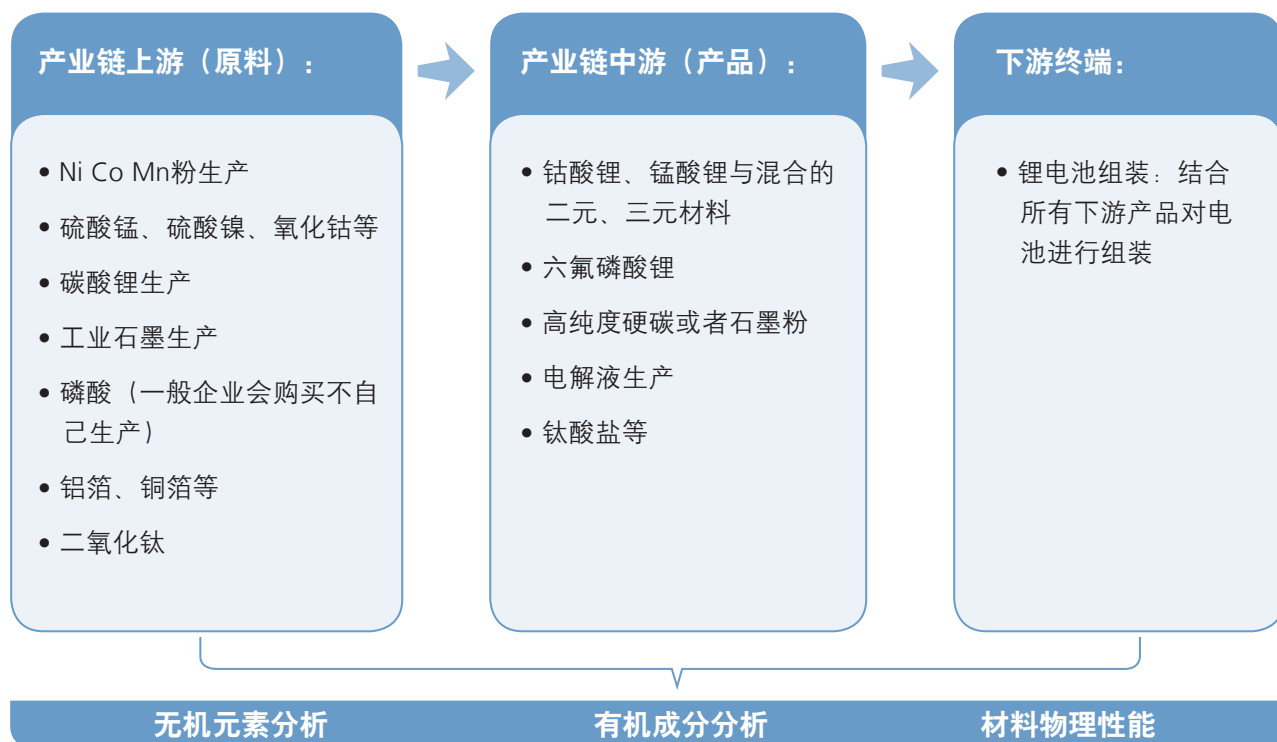 产业链上游（原料）：
• Ni Co Mn粉生产
• 硫酸锰、硫酸镍、氧化钴等
• 碳酸锂生产
• 工业石墨生产
• 磷酸（一般企业会购买不自
己生产）
• 铝箔、铜箔等
• 二氧化钛
产业链中游（产品）：
• 钴酸锂、锰酸锂与混合的
二元、三元材料
• 六氟磷酸锂
• 高纯度硬碳或者石墨粉
• 电解液生产
• 钛酸盐等
下游终端：
• 锂电池组装：结合
所有下游产品对电
池进行组装
无机元素分析
有机成分分析
材料物理性能